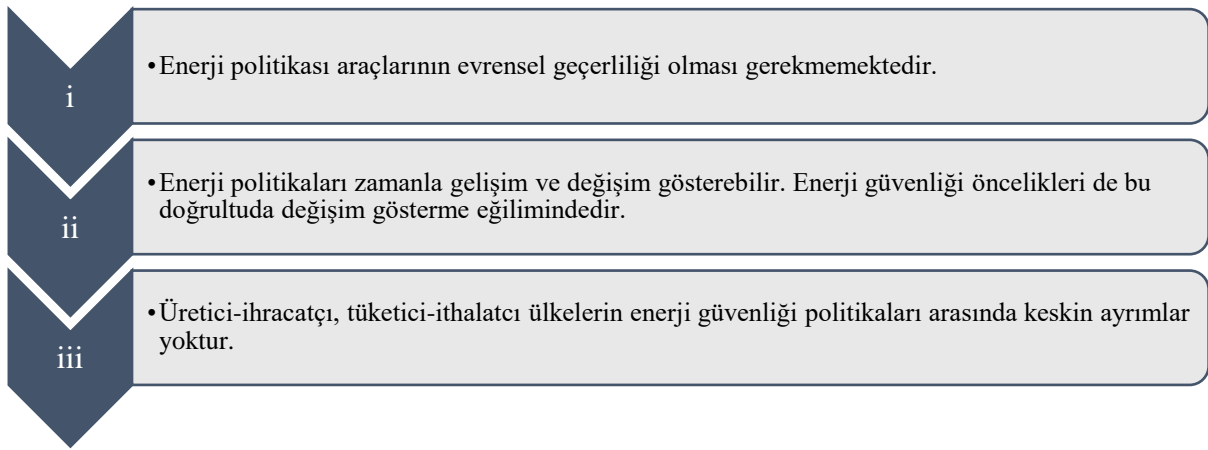 i
•Enerji politikası araçlarının evrensel geçerliliği olması gerekmemektedir.
ii
•Enerji politikaları zamanla gelişim ve değişim gösterebilir. Enerji güvenliği öncelikleri de bu
doğrultuda değişim gösterme eğilimindedir.
iii
•Üretici-ihracatçı, tüketici-ithalatcı ülkelerin enerji güvenliği politikaları arasında keskin ayrımlar
yoktur.